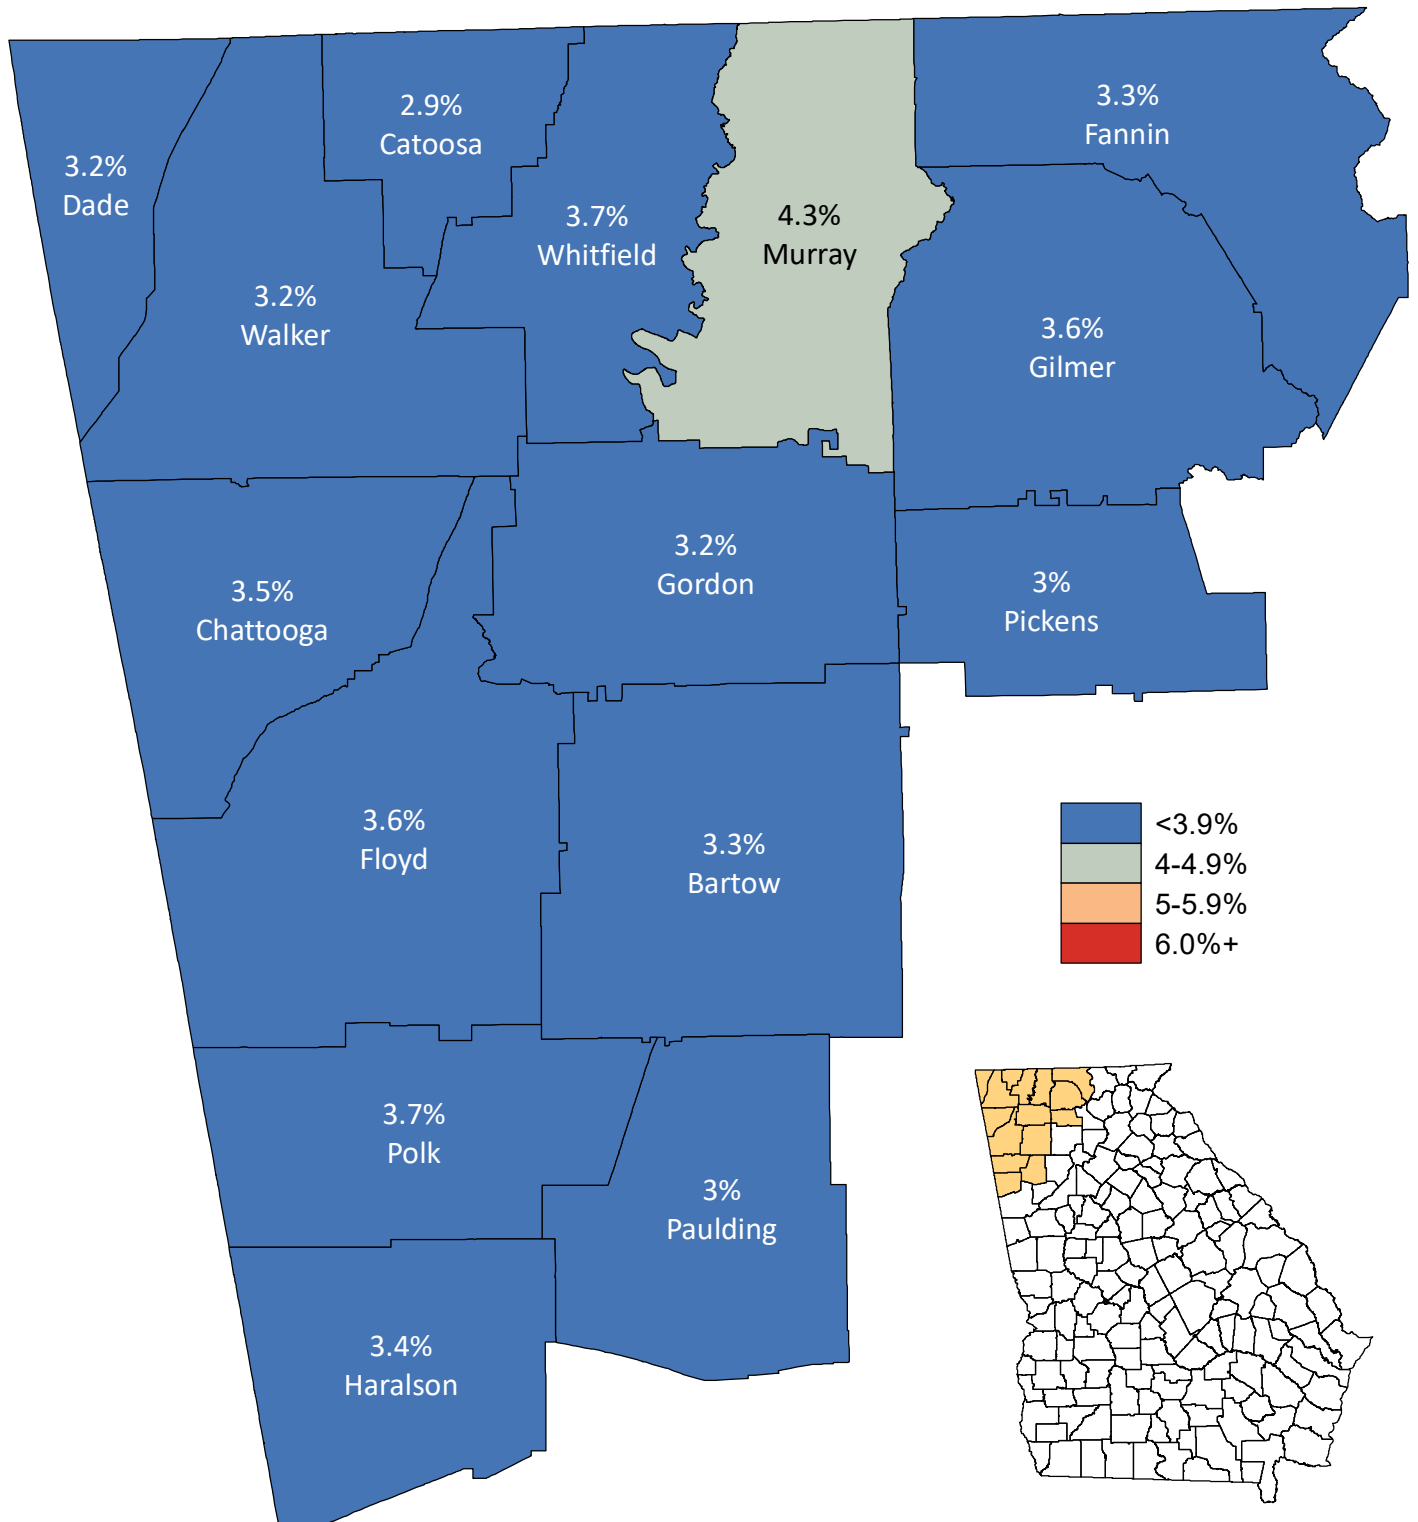 3.3%
Fannin
2.9%
Catoosa
3.2%
Dade
3.7%
Whitfield
4.3%
Murray
3.2%
Walker
3.6%
Gilmer
3.2%
Gordon
3%
Pickens
3.5%
Chattooga
3.6%
Floyd
3.3%
Bartow
<3.9%
4-4.9%
5-5.9%
6.0%+
3.7%
Polk
3%
Paulding
3.4%
Haralson